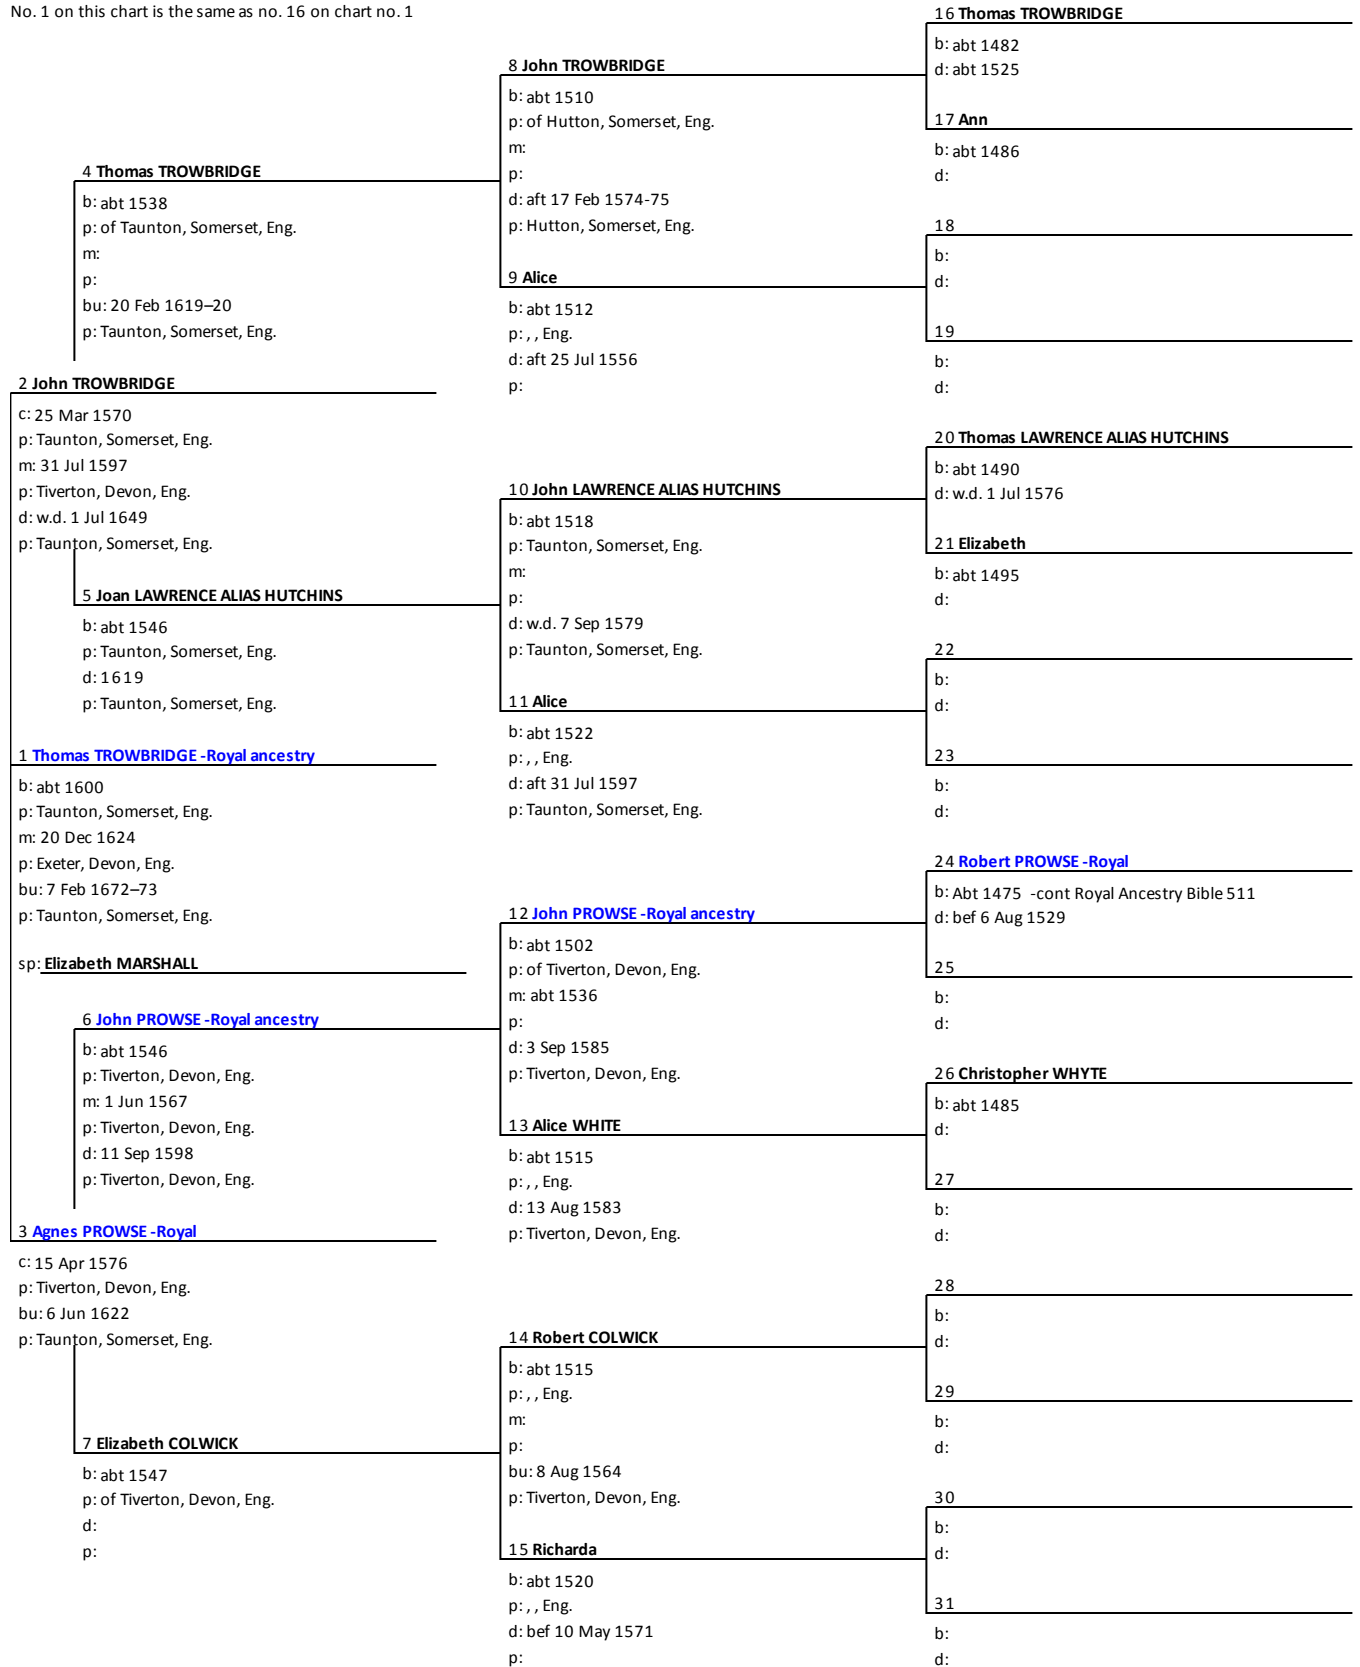 No. 1 on this chart is the same as no. 16 on chart no. 1
16 Thomas TROWBRIDGE
b: abt 1482
d: abt 1525
8 John TROWBRIDGE
b: abt 1510
p: of Hutton, Somerset, Eng.
m:
p:
d: aft 17 Feb 1574-75
p: Hutton, Somerset, Eng.
17 Ann
b: abt 1486
d:
4 Thomas TROWBRIDGE
b: abt 1538
p: of Taunton, Somerset, Eng.
m:
p:
bu: 20 Feb 1619–20
p: Taunton, Somerset, Eng.
18
b:
d:
9 Alice
b: abt 1512
p: , , Eng.
d: aft 25 Jul 1556
p:
19
b:
d:
2 John TROWBRIDGE
c: 25 Mar 1570
p: Taunton, Somerset, Eng.
m: 31 Jul 1597
p: Tiverton, Devon, Eng.
d: w.d. 1 Jul 1649
p: Taunton, Somerset, Eng.
20 Thomas LAWRENCE ALIAS HUTCHINS
b: abt 1490
d: w.d. 1 Jul 1576
10 John LAWRENCE ALIAS HUTCHINS
b: abt 1518
p: Taunton, Somerset, Eng.
m:
p:
d: w.d. 7 Sep 1579
p: Taunton, Somerset, Eng.
21 Elizabeth
b: abt 1495
d:
5 Joan LAWRENCE ALIAS HUTCHINS
b: abt 1546
p: Taunton, Somerset, Eng.
d: 1619
p: Taunton, Somerset, Eng.
22
b:
d:
11 Alice
b: abt 1522
p: , , Eng.
d: aft 31 Jul 1597
p: Taunton, Somerset, Eng.
23
b:
d:
1 Thomas TROWBRIDGE -Royal ancestry
b: abt 1600
p: Taunton, Somerset, Eng.
m: 20 Dec 1624
p: Exeter, Devon, Eng.
bu: 7 Feb 1672–73
p: Taunton, Somerset, Eng.
sp: Elizabeth MARSHALL
24 Robert PROWSE -Royal
b: Abt 1475 -cont Royal Ancestry Bible 511
d: bef 6 Aug 1529
12 John PROWSE -Royal ancestry
b: abt 1502
p: of Tiverton, Devon, Eng.
m: abt 1536
p:
d: 3 Sep 1585
p: Tiverton, Devon, Eng.
25
b:
d:
6 John PROWSE -Royal ancestry
b: abt 1546
p: Tiverton, Devon, Eng.
m: 1 Jun 1567
p: Tiverton, Devon, Eng.
d: 11 Sep 1598
p: Tiverton, Devon, Eng.
26 Christopher WHYTE
b: abt 1485
d:
13 Alice WHITE
b: abt 1515
p: , , Eng.
d: 13 Aug 1583
p: Tiverton, Devon, Eng.
27
b:
d:
3 Agnes PROWSE -Royal
c: 15 Apr 1576
p: Tiverton, Devon, Eng.
bu: 6 Jun 1622
p: Taunton, Somerset, Eng.
28
b:
d:
14 Robert COLWICK
b: abt 1515
p: , , Eng.
m:
p:
bu: 8 Aug 1564
p: Tiverton, Devon, Eng.
29
b:
d:
7 Elizabeth COLWICK
b: abt 1547
p: of Tiverton, Devon, Eng.
d:
p:
30
b:
d:
15 Richarda
b: abt 1520
p: , , Eng.
d: bef 10 May 1571
p:
31
b:
d: